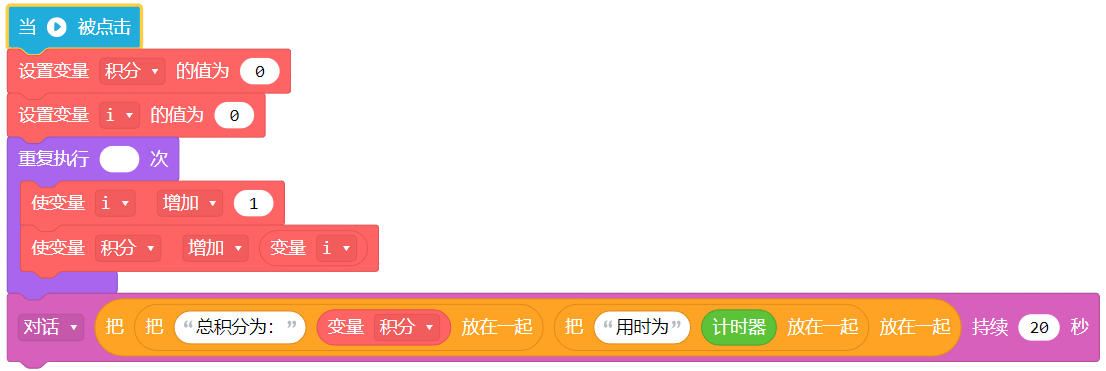 当 被点击
设置变量 积分 的值为 0
设置变量 i 的值为 0
重复执行 次
使变量 i 增加 1
使变量 积分 增加 变量 i
对话 把 把 “总积分为：” 变量 积分 放在一起 把 “用时为” 计时器 放在一起 放在一起 持续 20 秒